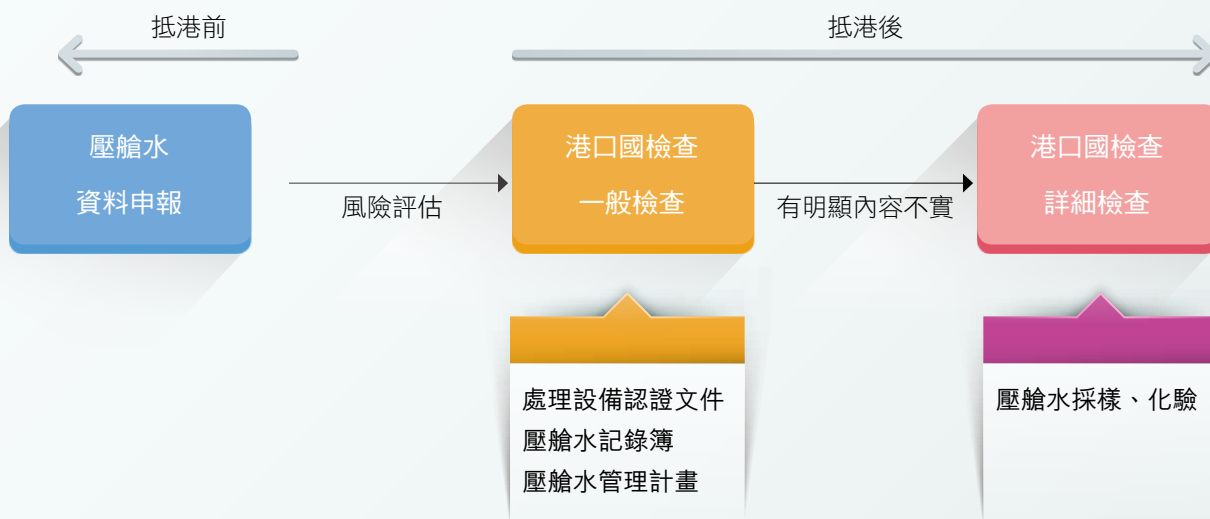 抵港前
抵港後
壓艙水
資料申報
風險評估
港口國檢查
一般檢查
有明顯內容不實
港口國檢查
詳細檢查
處理設備認證文件
壓艙水記錄簿
壓艙水管理計畫
壓艙水採樣、化驗